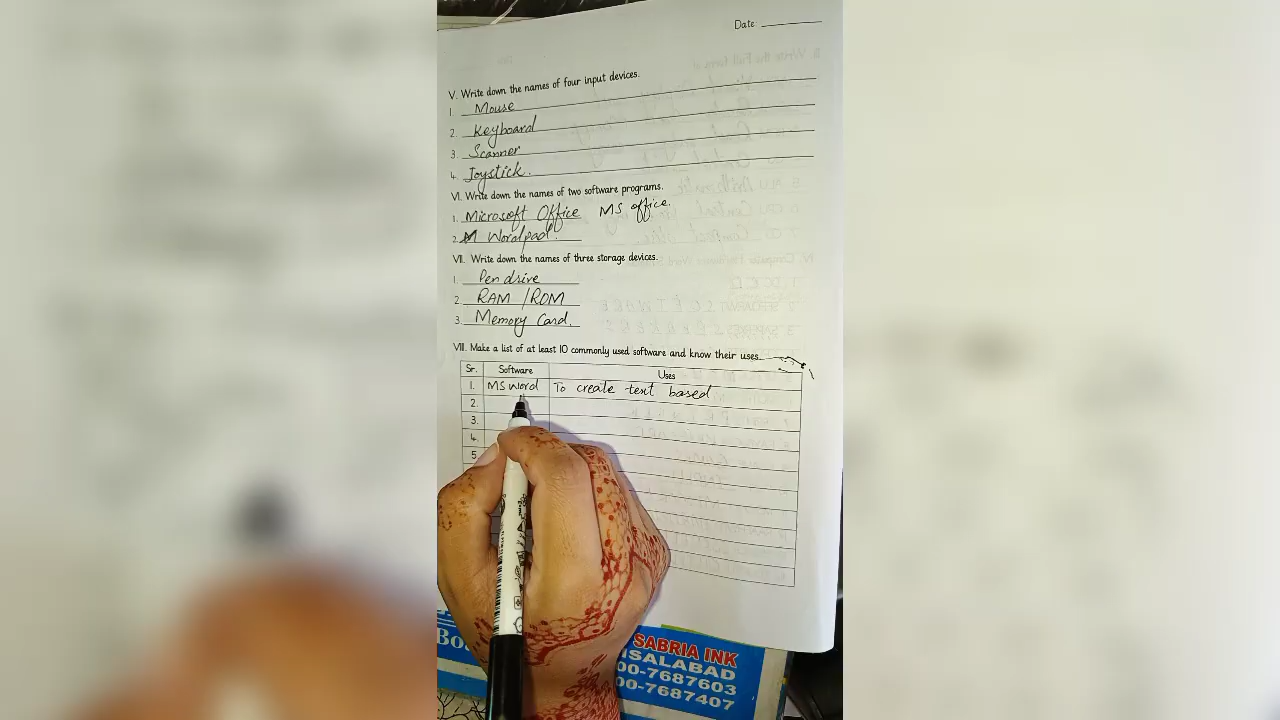 Date: ________
V. Write down the names of four input devices.
1. Mouse
2. Keyboard
3. Scanner
4. Joystick.
VI. Write down the names of two software programs.
1. Microsoft Office MS office.
2. Wordpad.
VII. Write down the names of three storage devices.
1. Pen drive
2. RAM / ROM
3. Memory Card.
VIII. Make a list of at least 10 commonly used software and know their uses.
Sr. Software Uses
1. MS Word To create text based
2.
3.
4.
5
SABRIA INK
ISALABAD
00-7687603
00-7687407